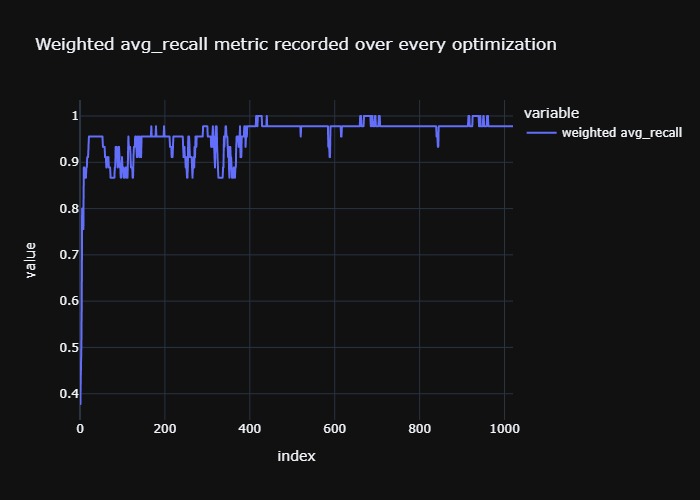 Weighted avg_recall metric recorded over every optimization
variable
weighted avg_recall
1
0.9
0.8
0.7
0.6
0.5
0.4
value
0
200
400
600
800
1000
index